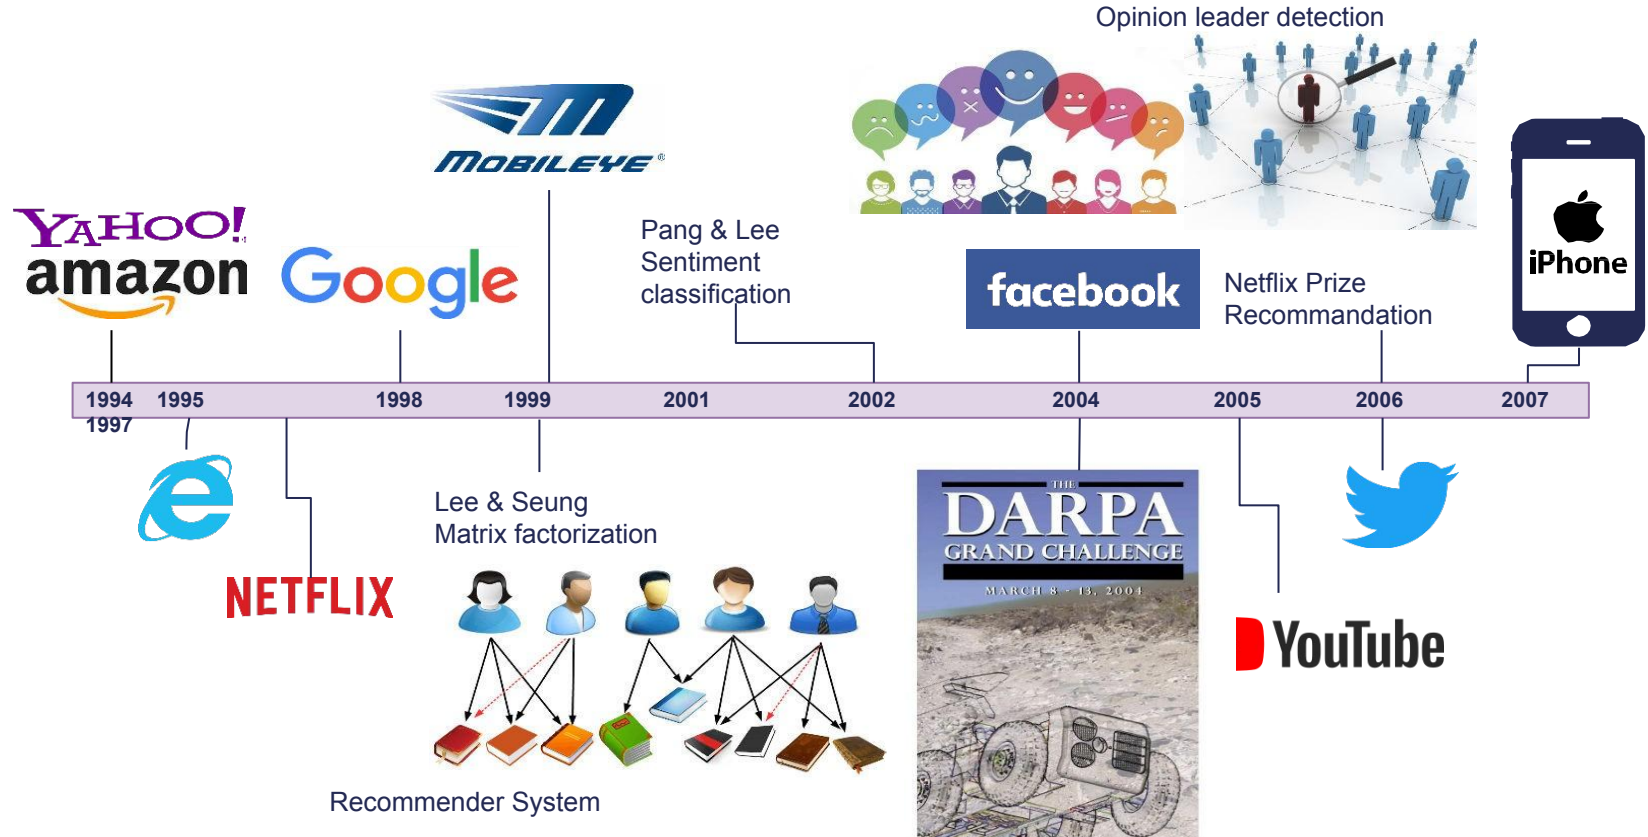 Opinion leader detection
MOBILEYE®
YAHOO!
amazon
Google
Pang & Lee
Sentiment
classification
facebook
Netflix Prize
Recommandation
iPhone
1994 1995 1998 1999 2001 2002 2004 2005 2006 2007
1997
NETFLIX
Lee & Seung
Matrix factorization
Recommender System
THE
DARPA
GRAND CHALLENGE
MARCH 8 - 13, 2004
YouTube